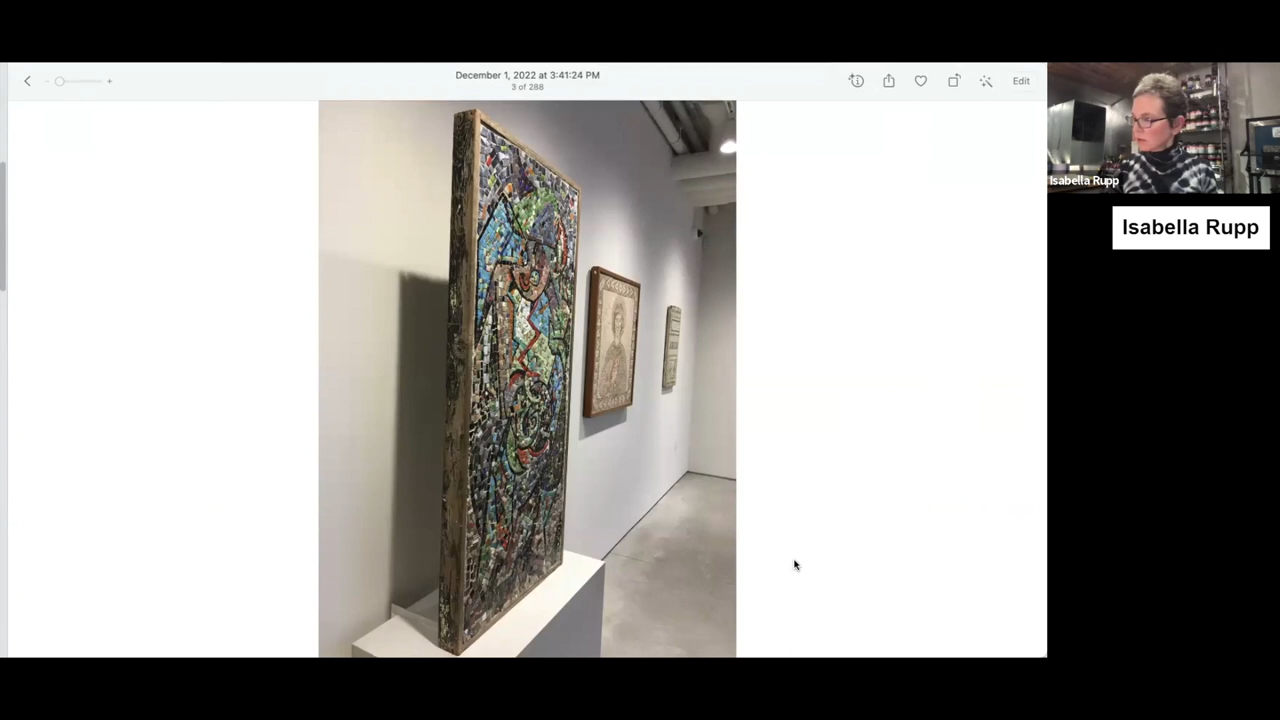 December 1, 2022 at 3:41:24 PM
3 of 288
Edit
Isabella Rupp
Isabella Rupp